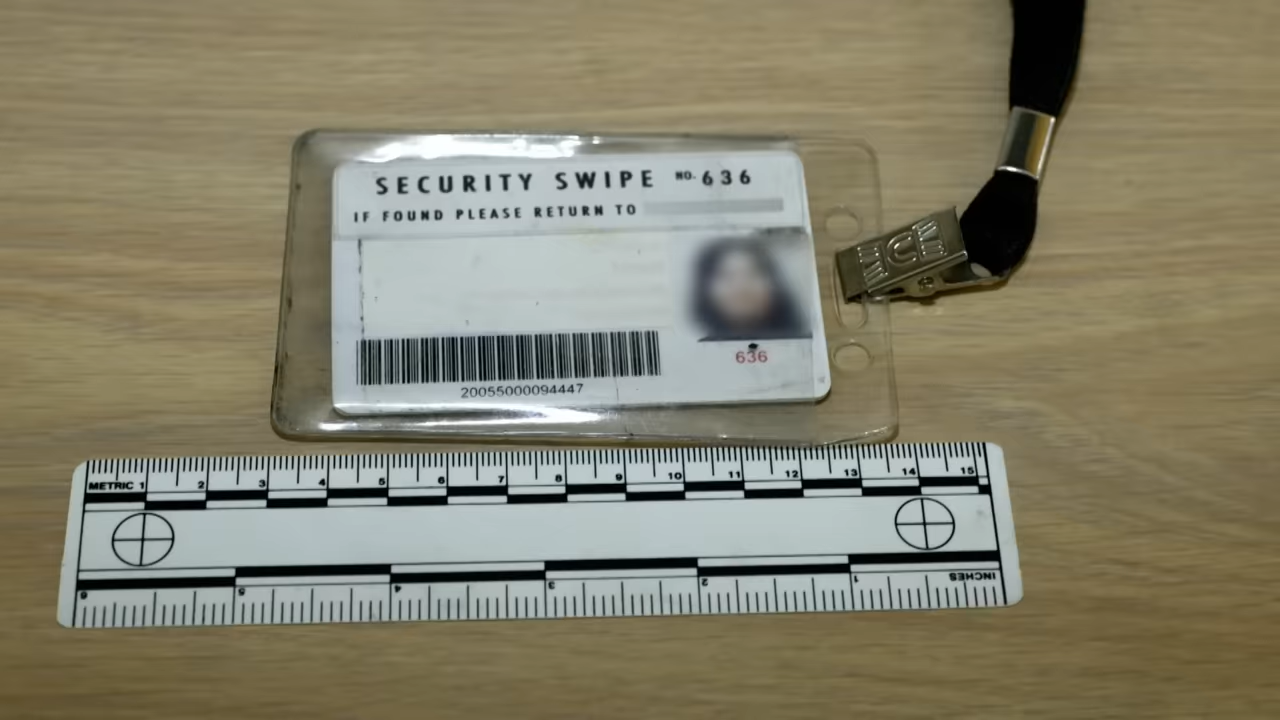 SECURITY SWIPE NO. 636
IF FOUND PLEASE RETURN TO
636
20055000094447
METRIC 1 2 3 4 5 6 7 8 9 10 11 12 13 14 15
6 5 4 3 2 1 INCHES